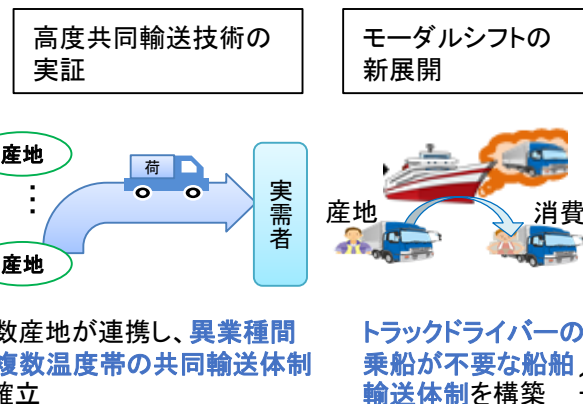 高度共同輸送技術の
実証
モーダルシフトの
新展開
産地
荷
産地
実需者
産地
消費
数産地が連携し、異業種間
複数温度帯の共同輸送体制
確立
トラックドライバーの
乗船が不要な船舶
輸送体制を構築